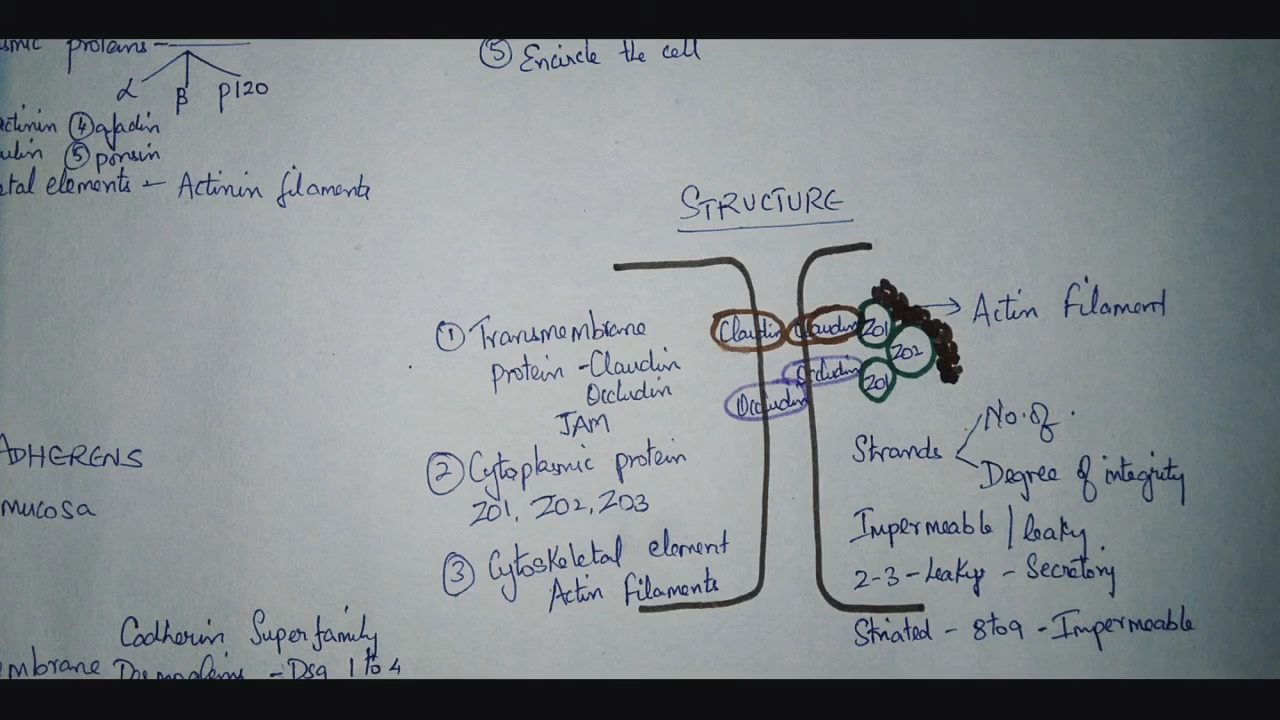 proteins -
α β p120
④ afadin
⑤ ponsin
elements - Actinin filaments
ADHERENS
mucosa
Cadherin Superfamily
- Dsg 1 to 4
⑤ Encircle the cell
STRUCTURE
① Transmembrane
protein - Claudin
Occludin
JAM
② Cytoplasmic protein
ZO1, ZO2, ZO3
③ Cytoskeletal element
Actin filaments
Claudin Claudin ZO1
ZO2
Occludin ZO1
Occludin
Actin Filament
Strands No. of
Degree of integrity
Impermeable / leaky
2-3 - Leaky - Secretory
Striated - 8 to 9 - Impermeable